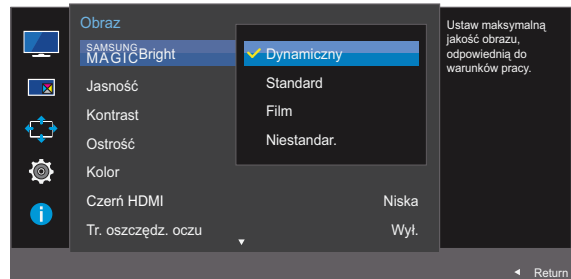 Obraz
SAMSUNG
MAGICBright
Jasność
Kontrast
Ostrość
Kolor
Czerń HDMI Niska
Tr. oszczędz. oczu Wył.
Dynamiczny
Standard
Film
Niestandar.
Ustaw maksymalną
jakość obrazu,
odpowiednią do
warunków pracy.
Return